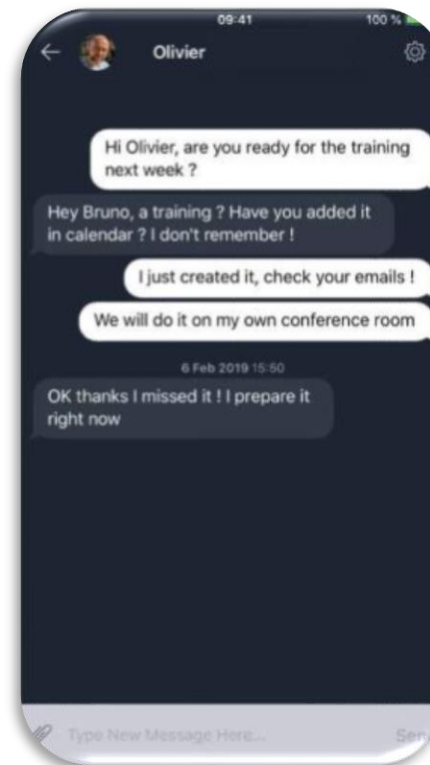 09:41
100 %
Olivier
Hi Olivier, are you ready for the training
next week ?
Hey Bruno, a training ? Have you added it
in calendar ? I don't remember !
I just created it, check your emails !
We will do it on my own conference room
6 Feb 2019 15:50
OK thanks I missed it ! I prepare it
right now
Type New Message Here...
Send